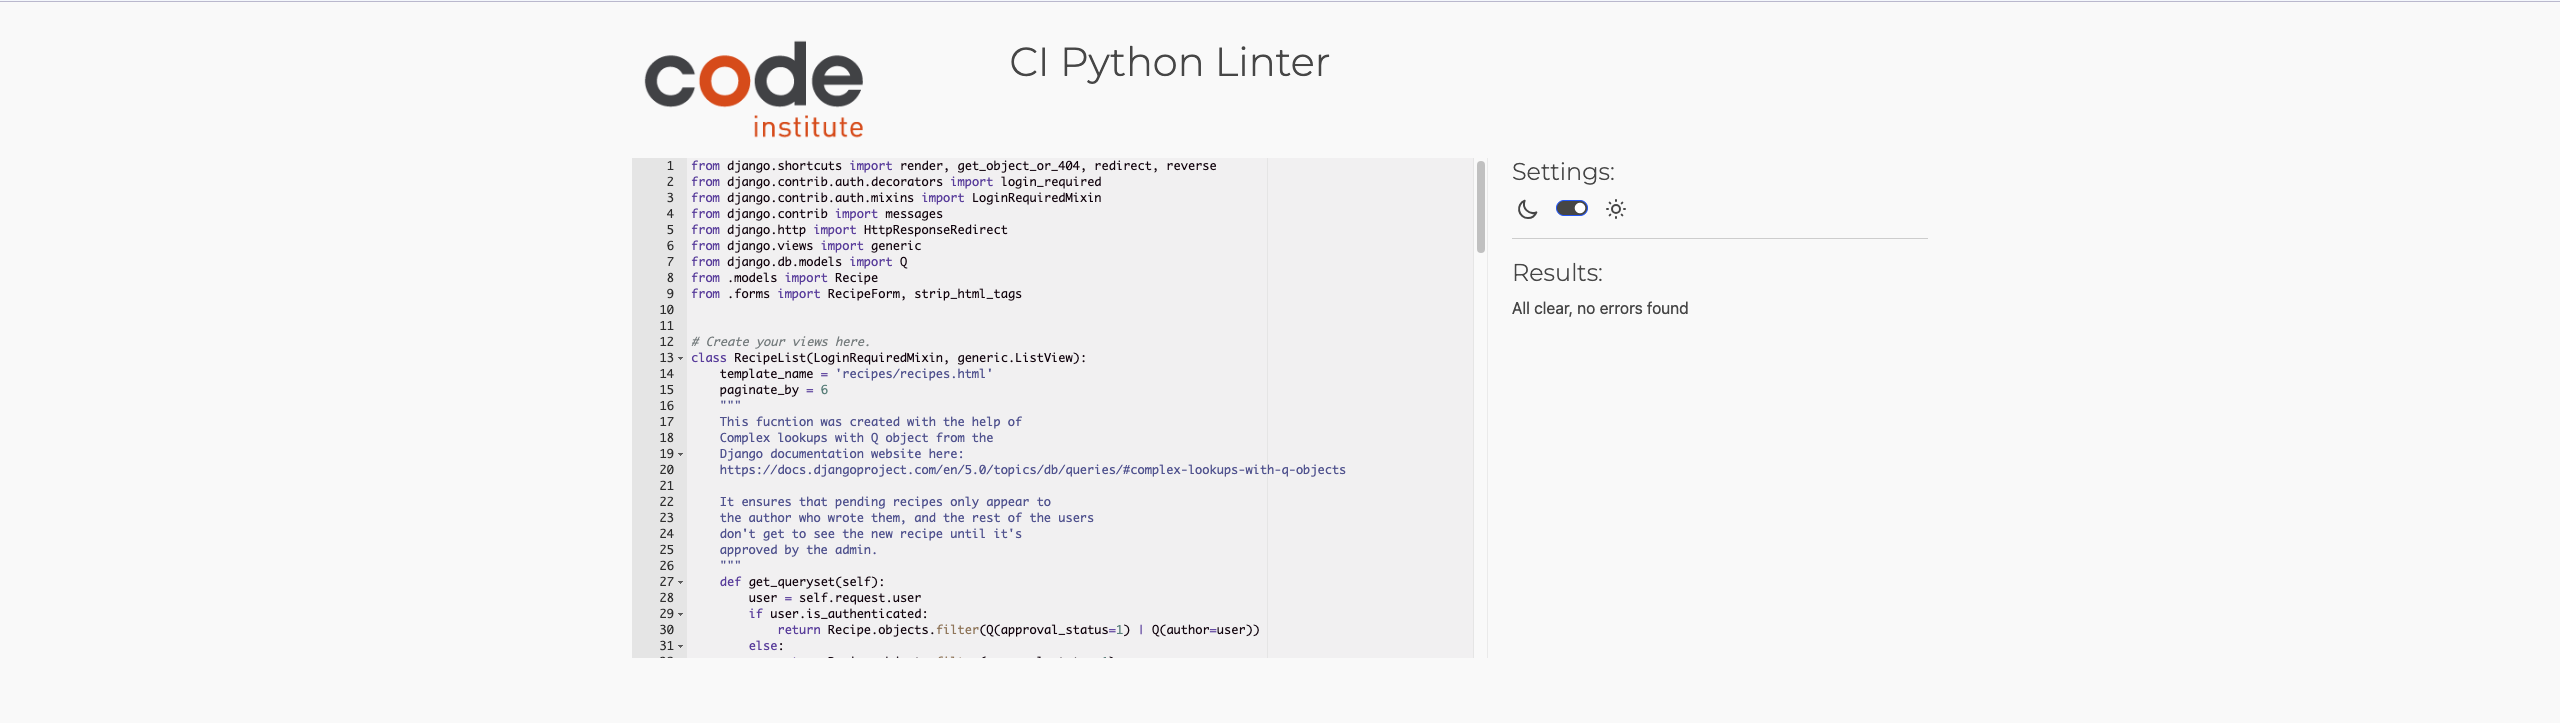 code
institute
CI Python Linter
1 from django.shortcuts import render, get_object_or_404, redirect, reverse
2 from django.contrib.auth.decorators import login_required
3 from django.contrib.auth.mixins import LoginRequiredMixin
4 from django.contrib import messages
5 from django.http import HttpResponseRedirect
6 from django.views import generic
7 from django.db.models import Q
8 from .models import Recipe
9 from .forms import RecipeForm, strip_html_tags
10
11
12 # Create your views here.
13 class RecipeList(LoginRequiredMixin, generic.ListView):
14     template_name = 'recipes/recipes.html'
15     paginate_by = 6
16     """
17     This fucntion was created with the help of
18     Complex lookups with Q object from the
19     Django documentation website here:
20     https://docs.djangoproject.com/en/5.0/topics/db/queries/#complex-lookups-with-q-objects
21
22     It ensures that pending recipes only appear to
23     the author who wrote them, and the rest of the users
24     don't get to see the new recipe until it's
25     approved by the admin.
26     """
27     def get_queryset(self):
28         user = self.request.user
29         if user.is_authenticated:
30             return Recipe.objects.filter(Q(approval_status=1) | Q(author=user))
31         else:
Settings:
Results:
All clear, no errors found